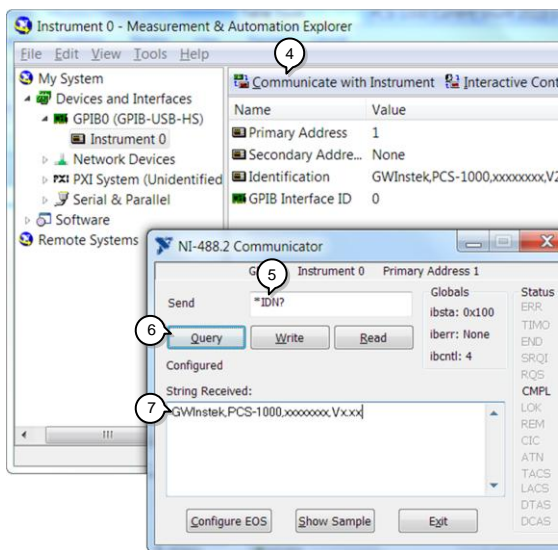 Instrument 0 - Measurement & Automation Explorer
File Edit View Tools Help
4
My System
Devices and Interfaces
GPIB0 (GPIB-USB-HS)
Instrument 0
Network Devices
PXI PXI System (Unidentified
Serial & Parallel
Software
Remote Systems
Communicate with Instrument Interactive Cont
Name Value
Primary Address 1
Secondary Addre... None
Identification GWInstek,PCS-1000,xxxxxxxx,V2
GPIB Interface ID 0
NI-488.2 Communicator
5
Instrument 0 Primary Address 1
Send *IDN?
6
Query Write Read
Configured
String Received:
7
GWInstek,PCS-1000,xxxxxxxx,Vx.xx
Configure EOS Show Sample Exit
Globals
ibsta: 0x100
iberr: None
ibcntl: 4
Status
ERR
TIMO
END
SRQI
RQS
CMPL
LOK
REM
CIC
ATN
TACS
LACS
DTAS
DCAS